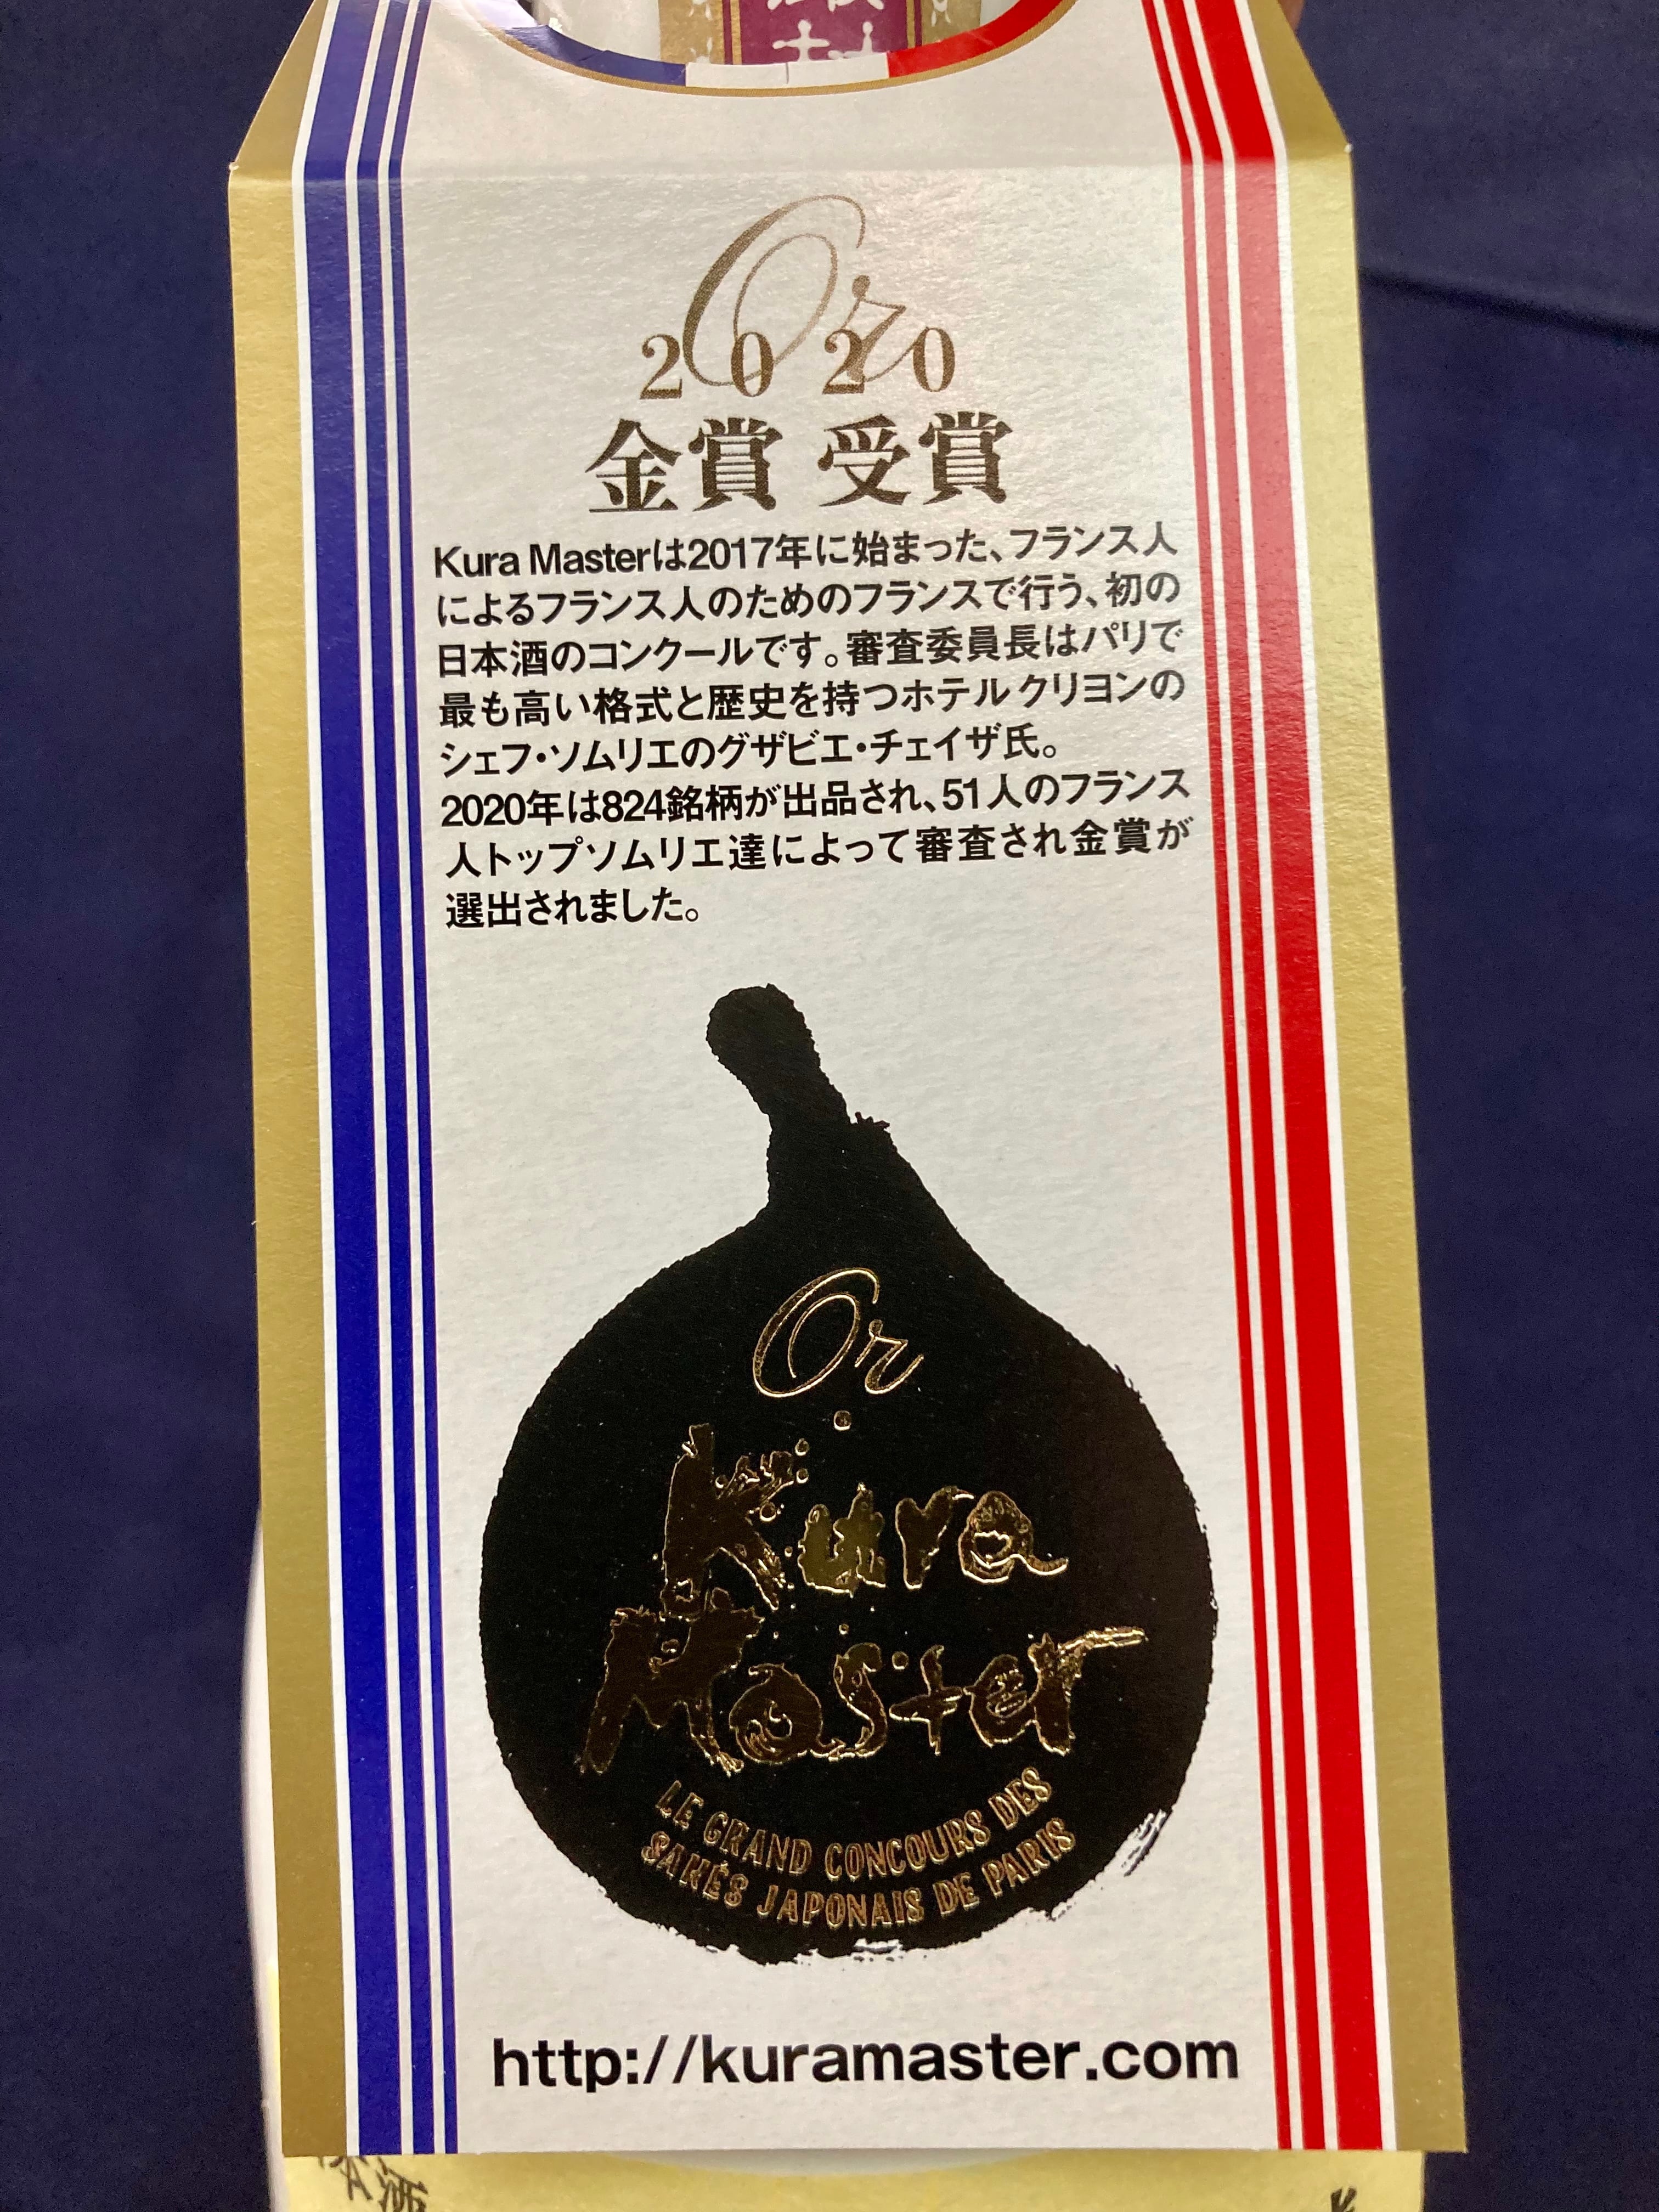 Or
2020
金賞 受賞
Kura Masterは2017年に始まった、フランス人
によるフランス人のためのフランスで行う、初の
日本酒のコンクールです。審査委員長はパリで
最も高い格式と歴史を持つホテル クリヨンの
シェフ・ソムリエのグザビエ・チュイザ氏。
2020年は824銘柄が出品され、51人のフランス
人トップソムリエ達によって審査され金賞が
選出されました。
Or
Kura
Master
LE GRAND CONCOURS DES
SAKÉS JAPONAIS DE PARIS
http://kuramaster.com
酒